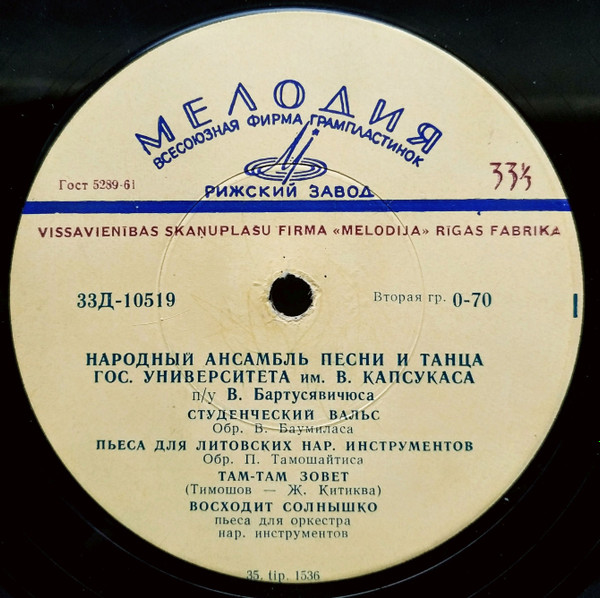 МЕЛОДИЯ
ВСЕСОЮЗНАЯ ФИРМА ГРАМПЛАСТИНОК
РИЖСКИЙ ЗАВОД
Гост 5289-61
33⅓
VISSAVIENĪBAS SKAŅUPLAŠU FIRMA «MELODIJA» RĪGAS FABRIKA
33Д-10519
Вторая гр. 0-70
I
НАРОДНЫЙ АНСАМБЛЬ ПЕСНИ И ТАНЦА
ГОС. УНИВЕРСИТЕТА им. В. КАПСУКАСА
п/у В. Бартусявичюса
СТУДЕНЧЕСКИЙ ВАЛЬС
Обр. В. Баумиласа
ПЬЕСА ДЛЯ ЛИТОВСКИХ НАР. ИНСТРУМЕНТОВ
Обр. П. Тамошайтиса
ТАМ-ТАМ ЗОВЕТ
(Тимошов — Ж. Китиква)
ВОСХОДИТ СОЛНЫШКО
пьеса для оркестра
нар. инструментов
35. tip. 1536